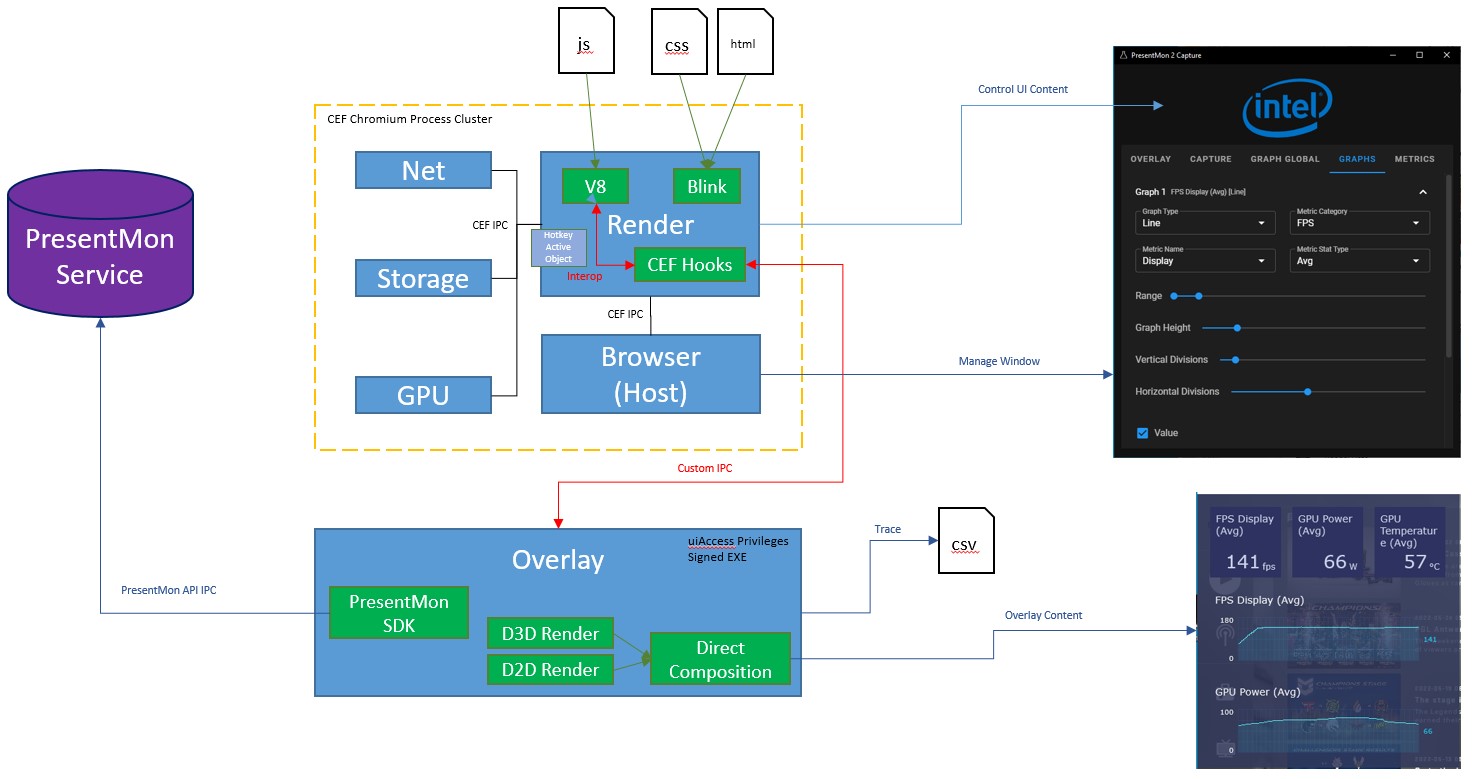 js
css
html
CEF Chromium Process Cluster
Net
Storage
GPU
CEF IPC
V8
Blink
Render
Hotkey
Active
Object
Interop
CEF Hooks
CEF IPC
Browser
(Host)
PresentMon
Service
Control UI Content
Manage Window
Custom IPC
PresentMon API IPC
Overlay
uiAccess Privileges
Signed EXE
PresentMon
SDK
D3D Render
D2D Render
Direct
Composition
Trace
csv
Overlay Content
PresentMon 2 Capture
intel
OVERLAY CAPTURE GRAPH GLOBAL GRAPHS METRICS
Graph 1 FPS Display (Avg) [Line]
Graph Type
Line
Metric Category
FPS
Metric Name
Display
Metric Stat Type
Avg
Range
Graph Height
Vertical Divisions
Horizontal Divisions
Value
FPS Display
(Avg)
141 fps
GPU Power
(Avg)
66 W
GPU
Temperatur
e (Avg)
57 °C
FPS Display (Avg)
180
141
0
GPU Power (Avg)
100
66
0